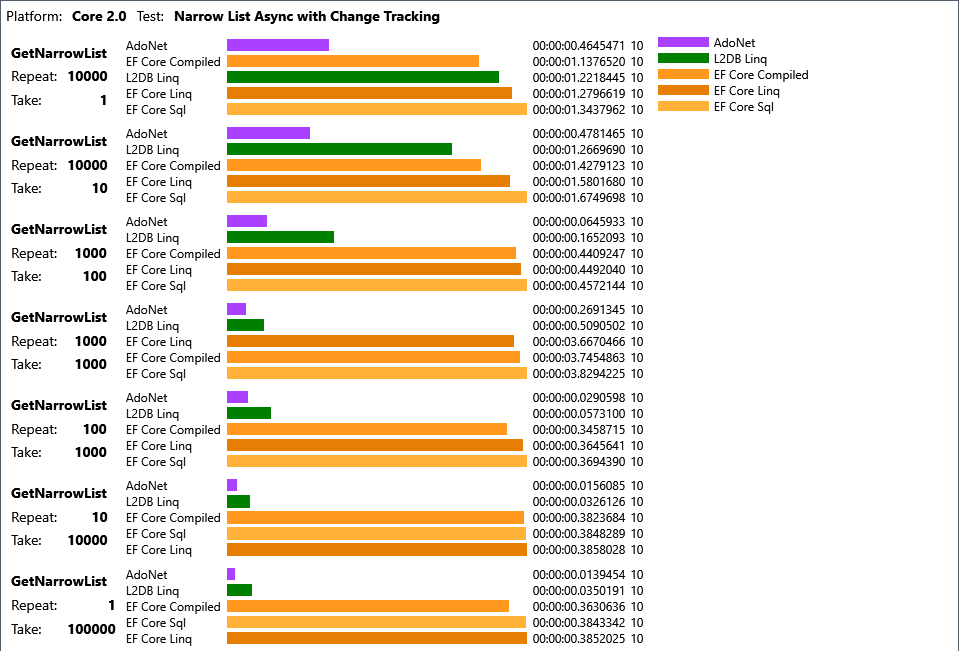 Platform: Core 2.0 Test: Narrow List Async with Change Tracking
GetNarrowList
Repeat: 10000
Take: 1
AdoNet 00:00:00.4645471 10
EF Core Compiled 00:00:01.1376520 10
L2DB Linq 00:00:01.2218445 10
EF Core Linq 00:00:01.2796619 10
EF Core Sql 00:00:01.3437962 10
AdoNet
L2DB Linq
EF Core Compiled
EF Core Linq
EF Core Sql
GetNarrowList
Repeat: 10000
Take: 10
AdoNet 00:00:00.4781465 10
L2DB Linq 00:00:01.2669690 10
EF Core Compiled 00:00:01.4279123 10
EF Core Linq 00:00:01.5801680 10
EF Core Sql 00:00:01.6749698 10
GetNarrowList
Repeat: 1000
Take: 100
AdoNet 00:00:00.0645933 10
L2DB Linq 00:00:00.1652093 10
EF Core Compiled 00:00:00.4409247 10
EF Core Linq 00:00:00.4492040 10
EF Core Sql 00:00:00.4572144 10
GetNarrowList
Repeat: 1000
Take: 1000
AdoNet 00:00:00.2691345 10
L2DB Linq 00:00:00.5090502 10
EF Core Linq 00:00:03.6670466 10
EF Core Compiled 00:00:03.7454863 10
EF Core Sql 00:00:03.8294225 10
GetNarrowList
Repeat: 100
Take: 1000
AdoNet 00:00:00.0290598 10
L2DB Linq 00:00:00.0573100 10
EF Core Compiled 00:00:00.3458715 10
EF Core Linq 00:00:00.3645641 10
EF Core Sql 00:00:00.3694390 10
GetNarrowList
Repeat: 10
Take: 10000
AdoNet 00:00:00.0156085 10
L2DB Linq 00:00:00.0326126 10
EF Core Compiled 00:00:00.3823684 10
EF Core Sql 00:00:00.3848289 10
EF Core Linq 00:00:00.3858028 10
GetNarrowList
Repeat: 1
Take: 100000
AdoNet 00:00:00.0139454 10
L2DB Linq 00:00:00.0350191 10
EF Core Compiled 00:00:00.3630636 10
EF Core Sql 00:00:00.3843342 10
EF Core Linq 00:00:00.3852025 10